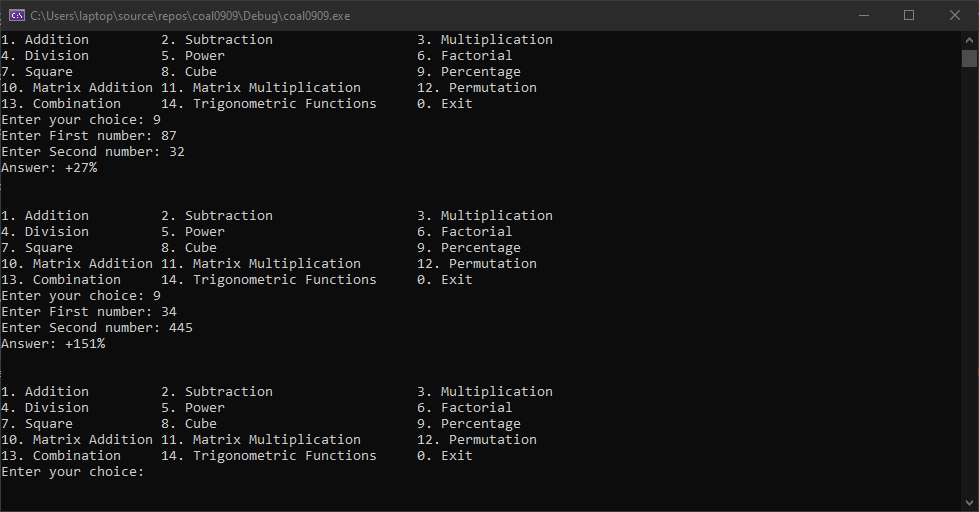 C:\Users\laptop\source\repos\coal0909\Debug\coal0909.exe
1. Addition 2. Subtraction 3. Multiplication
4. Division 5. Power 6. Factorial
7. Square 8. Cube 9. Percentage
10. Matrix Addition 11. Matrix Multiplication 12. Permutation
13. Combination 14. Trigonometric Functions 0. Exit
Enter your choice: 9
Enter First number: 87
Enter Second number: 32
Answer: +27%
1. Addition 2. Subtraction 3. Multiplication
4. Division 5. Power 6. Factorial
7. Square 8. Cube 9. Percentage
10. Matrix Addition 11. Matrix Multiplication 12. Permutation
13. Combination 14. Trigonometric Functions 0. Exit
Enter your choice: 9
Enter First number: 34
Enter Second number: 445
Answer: +151%
1. Addition 2. Subtraction 3. Multiplication
4. Division 5. Power 6. Factorial
7. Square 8. Cube 9. Percentage
10. Matrix Addition 11. Matrix Multiplication 12. Permutation
13. Combination 14. Trigonometric Functions 0. Exit
Enter your choice: